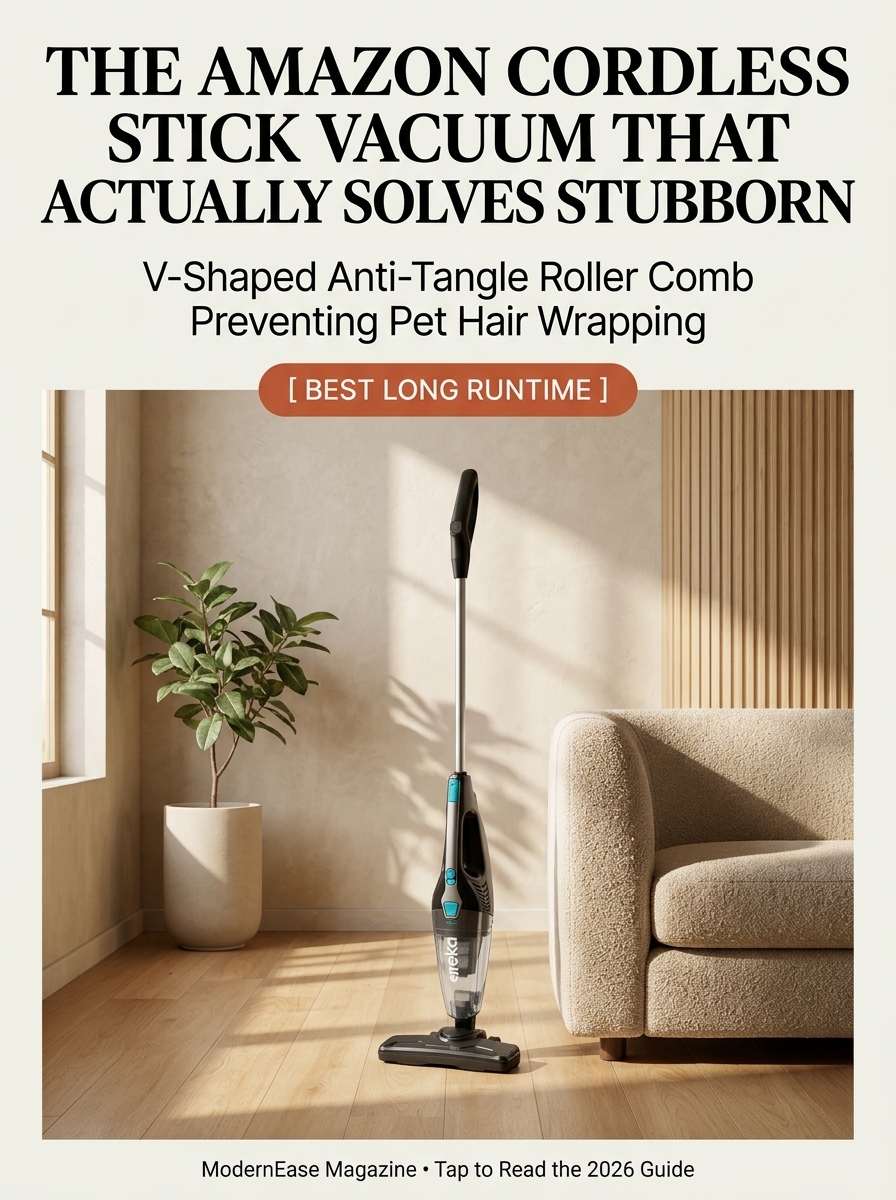 THE AMAZON CORDLESS
STICK VACUUM THAT
ACTUALLY SOLVES STUBBORN
V-Shaped Anti-Tangle Roller Comb
Preventing Pet Hair Wrapping
[ BEST LONG RUNTIME ]
ModernEase Magazine • Tap to Read the 2026 Guide